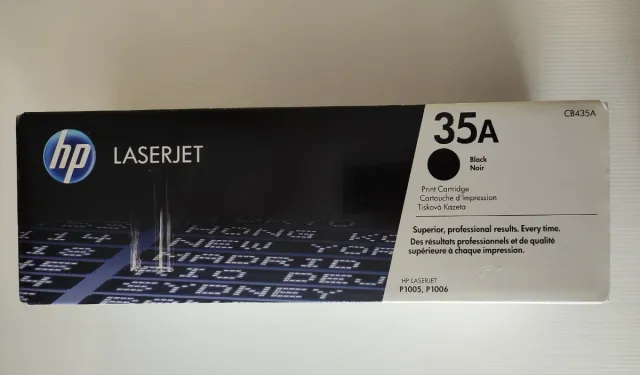 hp
LASERJET
35A
CB435A
Black
Noir
Print Cartridge
Cartouche d'Impression
Tisková Kazeta
Superior, professional results. Every time.
Des résultats professionnels et de qualité
supérieure à chaque impression.
HP LASERJET
P1005, P1006